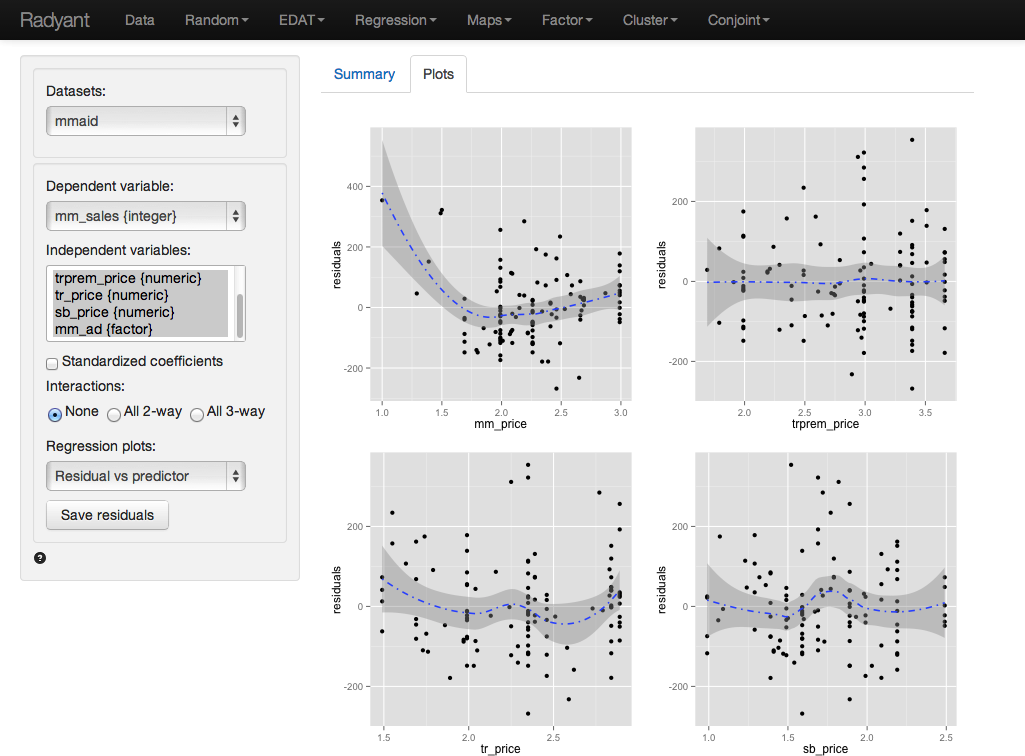 Radyant Data Random EDAT Regression Maps Factor Cluster Conjoint
Summary Plots
Datasets:
mmaid
Dependent variable:
mm_sales {integer}
Independent variables:
trprem_price {numeric}
tr_price {numeric}
sb_price {numeric}
mm_ad {factor}
Standardized coefficients
Interactions:
None All 2-way All 3-way
Regression plots:
Residual vs predictor
Save residuals
?
residuals
400
200
0
-200
1.0 1.5 2.0 2.5 3.0
mm_price
residuals
200
0
-200
2.0 2.5 3.0 3.5
trprem_price
residuals
200
0
-200
1.5 2.0 2.5
tr_price
residuals
200
0
-200
1.0 1.5 2.0 2.5
sb_price